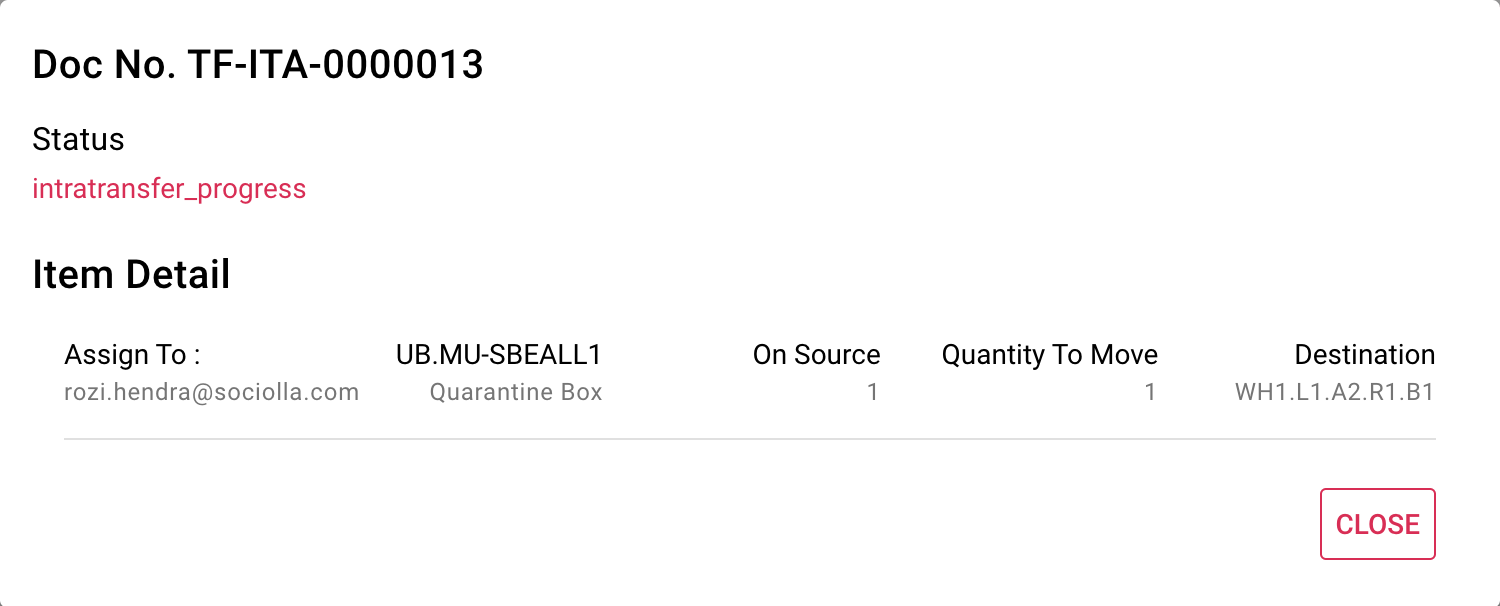 Doc No. TF-ITA-0000013
Status
intratransfer_progress
Item Detail
Assign To : UB.MU-SBEALL1 On Source Quantity To Move Destination
rozi.hendra@sociolla.com Quarantine Box 1 1 WH1.L1.A2.R1.B1
CLOSE